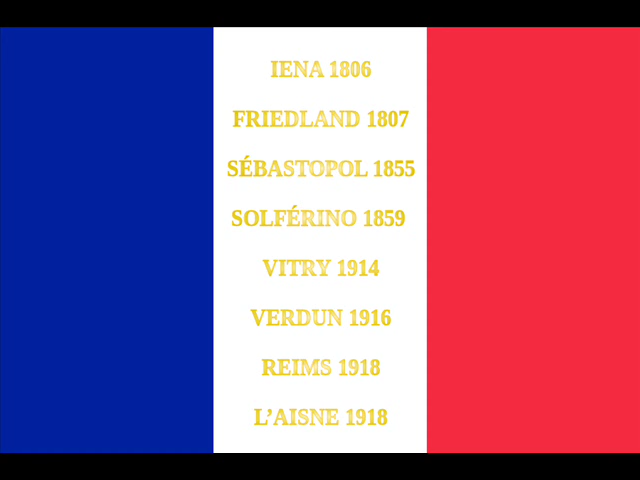 IENA 1806
FRIEDLAND 1807
SÉBASTOPOL 1855
SOLFÉRINO 1859
VITRY 1914
VERDUN 1916
REIMS 1918
L’AISNE 1918